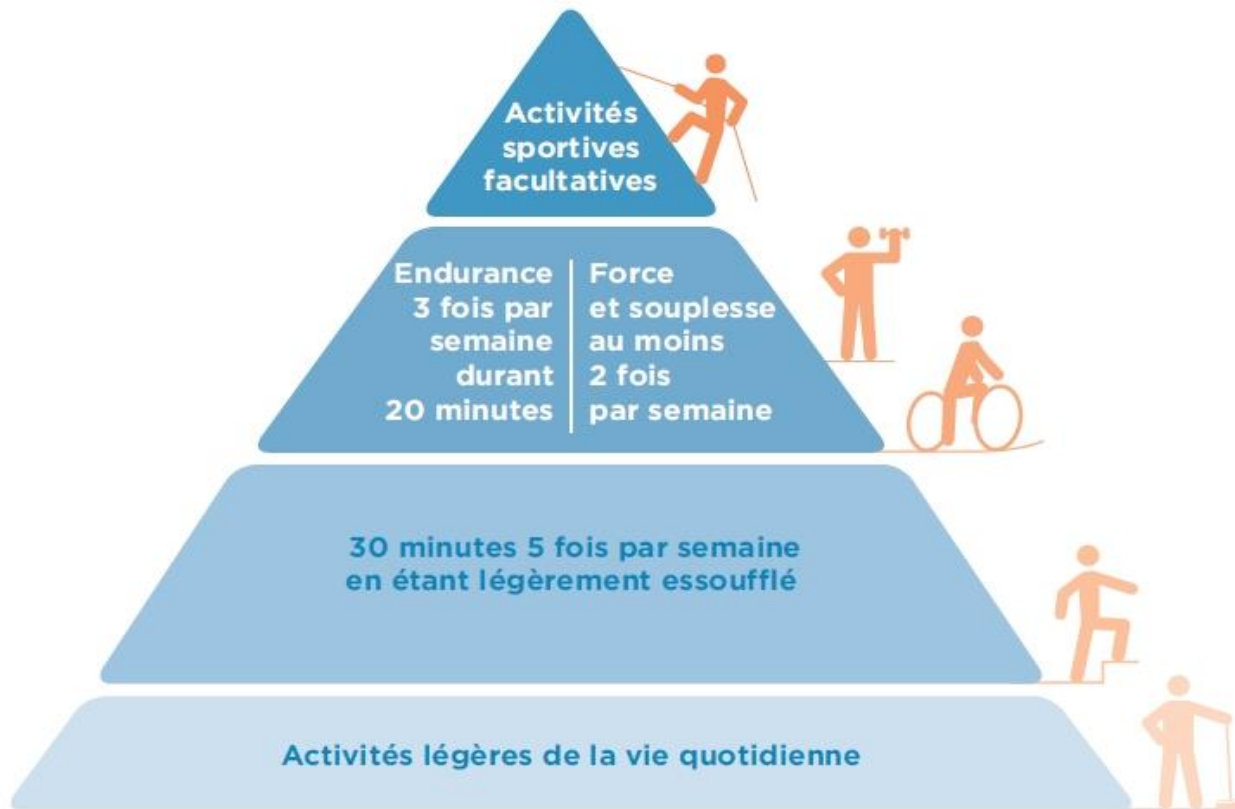 Activités
sportives
facultatives
Endurance
3 fois par
semaine
durant
20 minutes
Force
et souplesse
au moins
2 fois
par semaine
30 minutes 5 fois par semaine
en étant légèrement essoufflé
Activités légères de la vie quotidienne